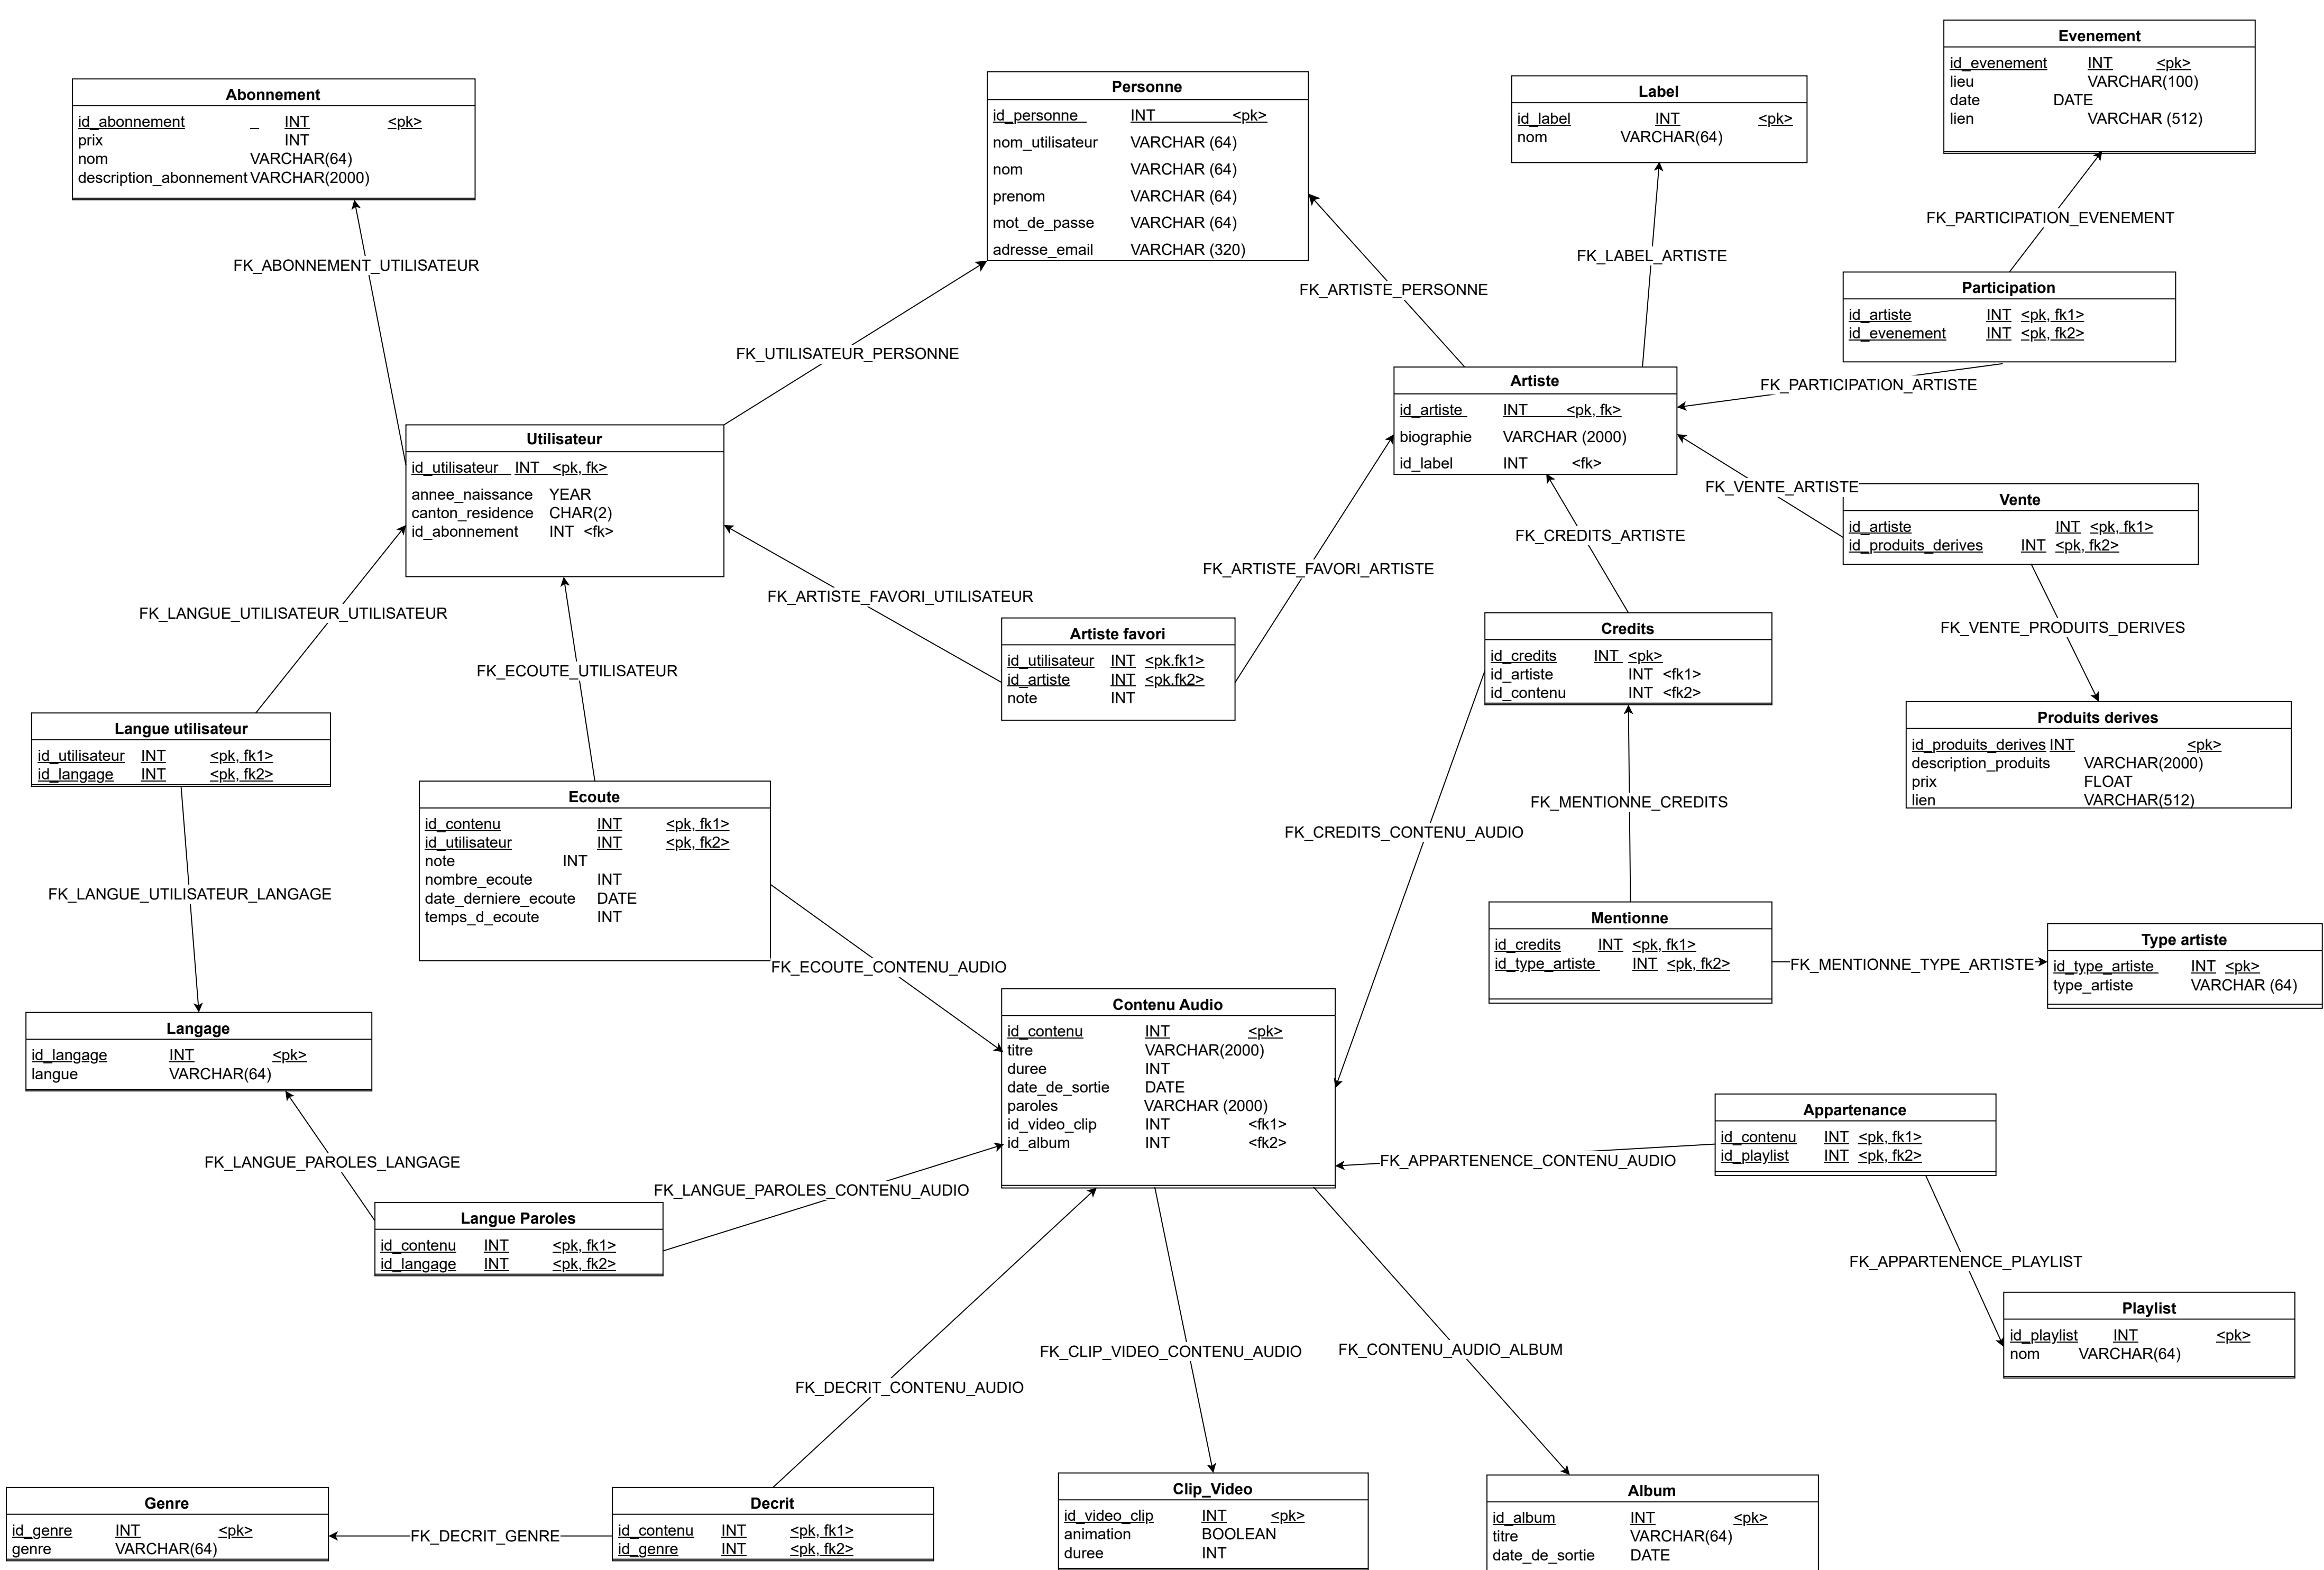 Evenement
id_evenement INT <pk>
lieu VARCHAR(100)
date DATE
lien VARCHAR (512)
Abonnement
id_abonnement _ INT <pk>
prix INT
nom VARCHAR(64)
description_abonnement VARCHAR(2000)
Personne
id_personne INT <pk>
nom_utilisateur VARCHAR (64)
nom VARCHAR (64)
prenom VARCHAR (64)
mot_de_passe VARCHAR (64)
adresse_email VARCHAR (320)
Label
id_label INT <pk>
nom VARCHAR(64)
FK_PARTICIPATION_EVENEMENT
FK_ABONNEMENT_UTILISATEUR
FK_LABEL_ARTISTE
FK_ARTISTE_PERSONNE
Participation
id_artiste INT <pk, fk1>
id_evenement INT <pk, fk2>
FK_UTILISATEUR_PERSONNE
FK_PARTICIPATION_ARTISTE
Artiste
id_artiste INT <pk, fk>
biographie VARCHAR (2000)
id_label INT <fk>
Utilisateur
id_utilisateur INT <pk, fk>
annee_naissance YEAR
canton_residence CHAR(2)
id_abonnement INT <fk>
FK_VENTE_ARTISTE
Vente
id_artiste INT <pk, fk1>
id_produits_derives INT <pk, fk2>
FK_CREDITS_ARTISTE
FK_ARTISTE_FAVORI_ARTISTE
FK_ARTISTE_FAVORI_UTILISATEUR
FK_LANGUE_UTILISATEUR_UTILISATEUR
FK_VENTE_PRODUITS_DERIVES
Artiste favori
id_utilisateur INT <pk.fk1>
id_artiste INT <pk.fk2>
note INT
Credits
id_credits INT <pk>
id_artiste INT <fk1>
id_contenu INT <fk2>
FK_ECOUTE_UTILISATEUR
Langue utilisateur
id_utilisateur INT <pk, fk1>
id_langage INT <pk, fk2>
Produits derives
id_produits_derives INT <pk>
description_produits VARCHAR(2000)
prix FLOAT
lien VARCHAR(512)
Ecoute
id_contenu INT <pk, fk1>
id_utilisateur INT <pk, fk2>
note INT
nombre_ecoute INT
date_derniere_ecoute DATE
temps_d_ecoute INT
FK_MENTIONNE_CREDITS
FK_CREDITS_CONTENU_AUDIO
FK_LANGUE_UTILISATEUR_LANGAGE
Mentionne
id_credits INT <pk, fk1>
id_type_artiste INT <pk, fk2>
FK_MENTIONNE_TYPE_ARTISTE
Type artiste
id_type_artiste INT <pk>
type_artiste VARCHAR (64)
FK_ECOUTE_CONTENU_AUDIO
Contenu Audio
id_contenu INT <pk>
titre VARCHAR(2000)
duree INT
date_de_sortie DATE
paroles VARCHAR (2000)
id_video_clip INT <fk1>
id_album INT <fk2>
Langage
id_langage INT <pk>
langue VARCHAR(64)
Appartenance
id_contenu INT <pk, fk1>
id_playlist INT <pk, fk2>
FK_LANGUE_PAROLES_LANGAGE
FK_APPARTENENCE_CONTENU_AUDIO
FK_LANGUE_PAROLES_CONTENU_AUDIO
Langue Paroles
id_contenu INT <pk, fk1>
id_langage INT <pk, fk2>
FK_APPARTENENCE_PLAYLIST
Playlist
id_playlist INT <pk>
nom VARCHAR(64)
FK_CLIP_VIDEO_CONTENU_AUDIO
FK_CONTENU_AUDIO_ALBUM
FK_DECRIT_CONTENU_AUDIO
Genre
id_genre INT <pk>
genre VARCHAR(64)
FK_DECRIT_GENRE
Decrit
id_contenu INT <pk, fk1>
id_genre INT <pk, fk2>
Clip_Video
id_video_clip INT <pk>
animation BOOLEAN
duree INT
Album
id_album INT <pk>
titre VARCHAR(64)
date_de_sortie DATE